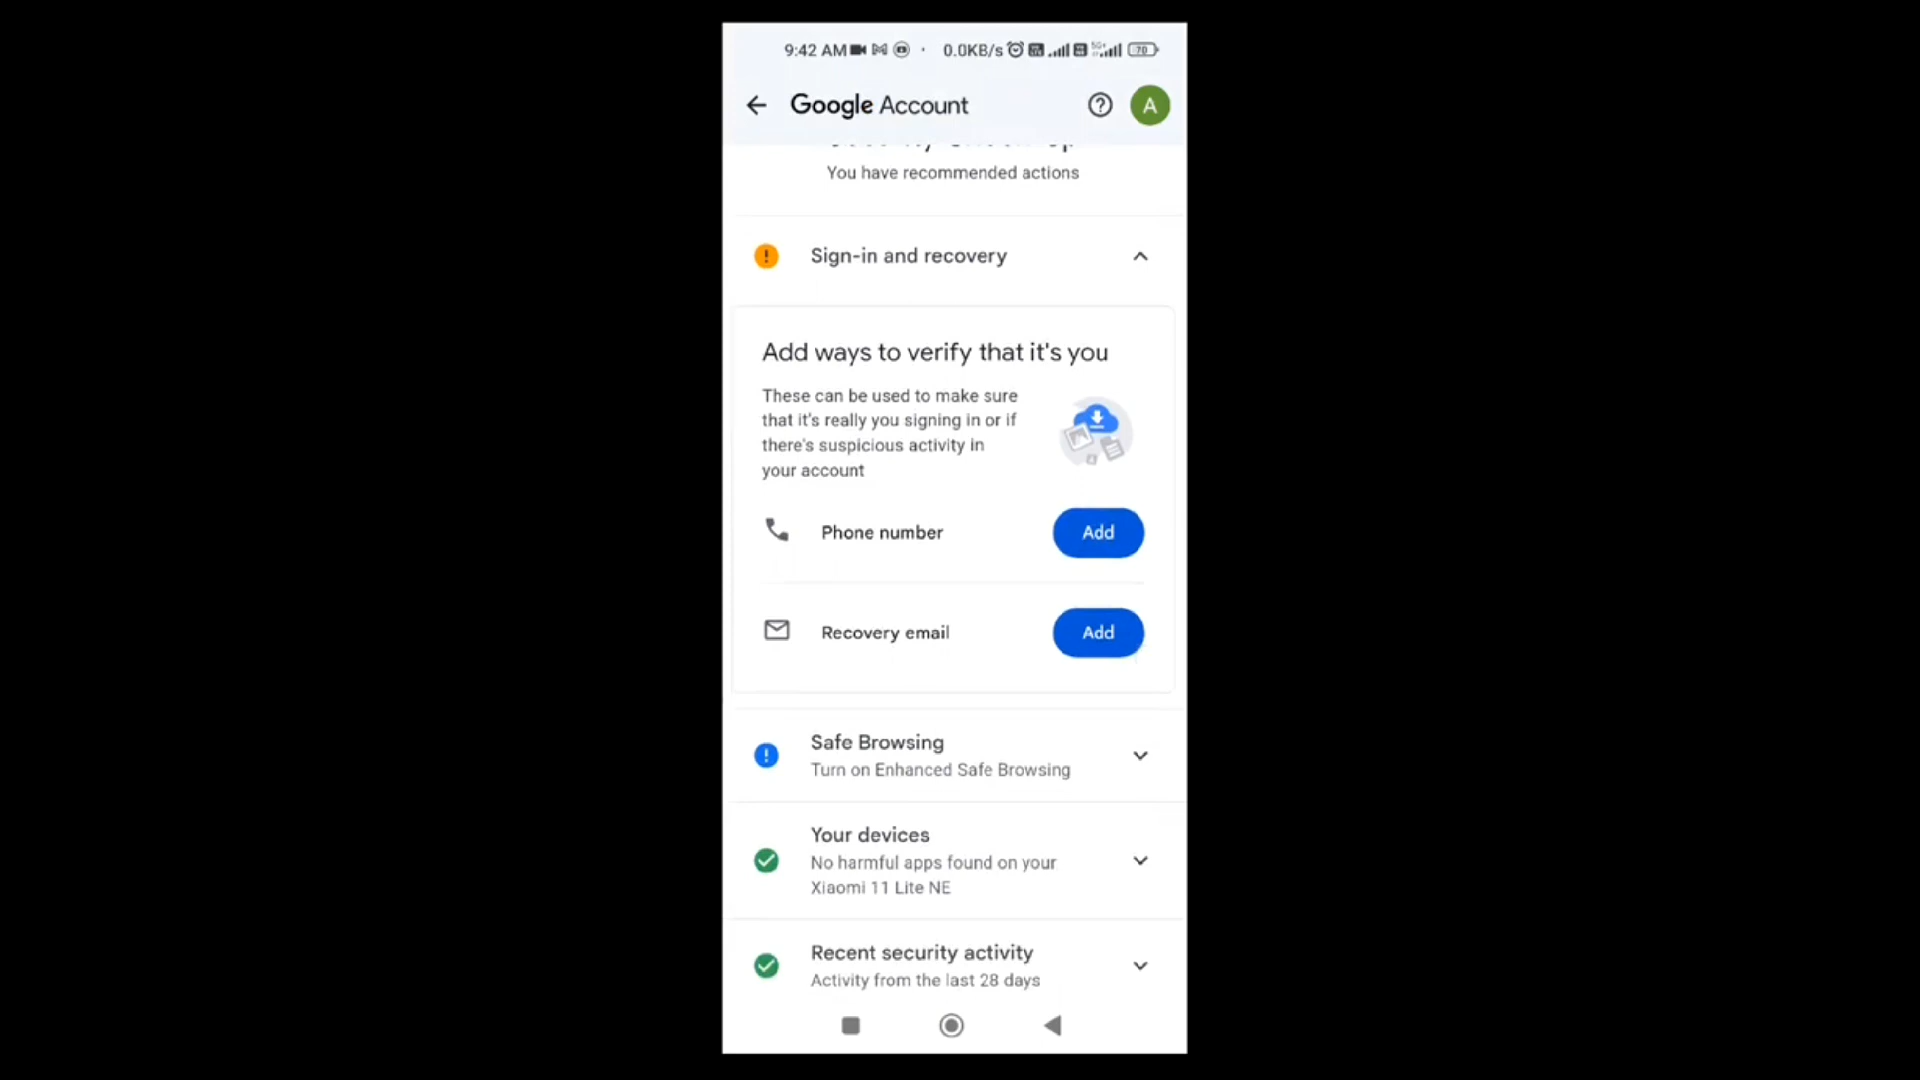 9:42 AM
0.0KB/s
70
Google Account
A
You have recommended actions
Sign-in and recovery
Add ways to verify that it's you
These can be used to make sure
that it's really you signing in or if
there's suspicious activity in
your account
Phone number
Add
Recovery email
Add
Safe Browsing
Turn on Enhanced Safe Browsing
Your devices
No harmful apps found on your
Xiaomi 11 Lite NE
Recent security activity
Activity from the last 28 days